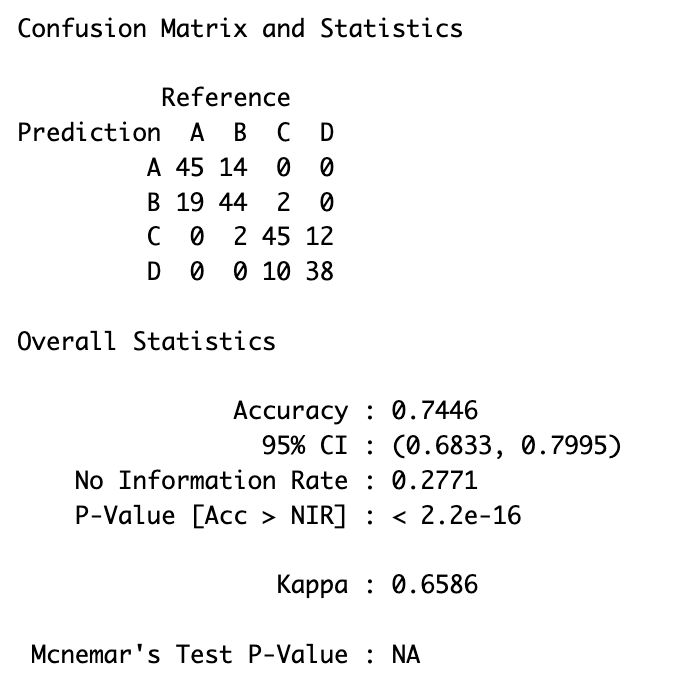 Confusion Matrix and Statistics
Reference
Prediction A B C D
A 45 14 0 0
B 19 44 2 0
C 0 2 45 12
D 0 0 10 38
Overall Statistics
Accuracy : 0.7446
95% CI : (0.6833, 0.7995)
No Information Rate : 0.2771
P-Value [Acc > NIR] : < 2.2e-16
Kappa : 0.6586
Mcnemar's Test P-Value : NA